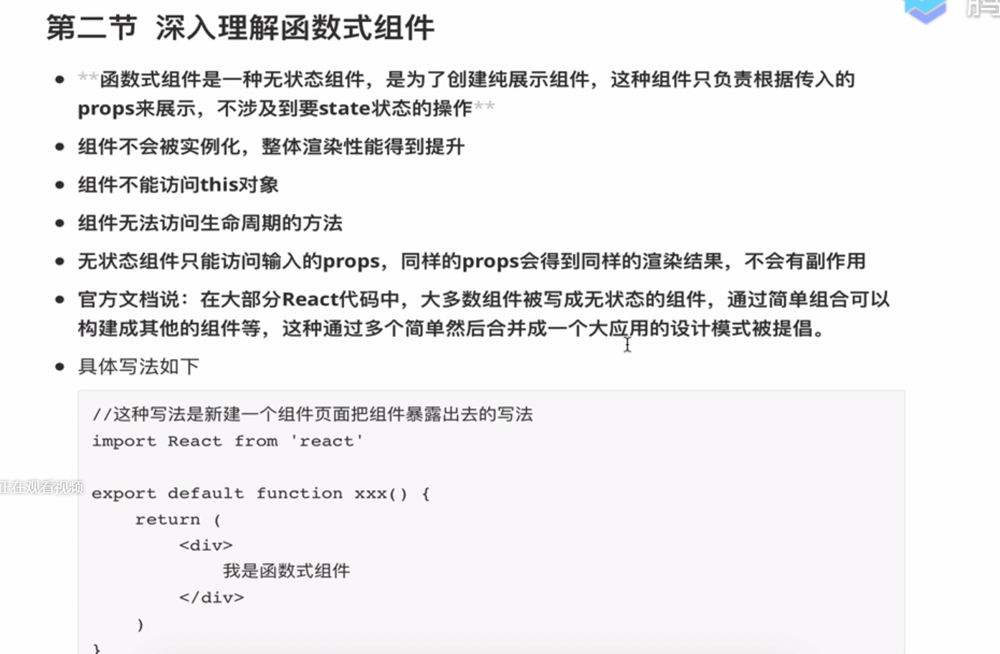 第二节 深入理解函数式组件
**函数式组件是一种无状态组件，是为了创建纯展示组件，这种组件只负责根据传入的
props来展示，不涉及到要state状态的操作**
组件不会被实例化，整体渲染性能得到提升
组件不能访问this对象
组件无法访问生命周期的方法
无状态组件只能访问输入的props，同样的props会得到同样的渲染结果，不会有副作用
官方文档说：在大部分React代码中，大多数组件被写成无状态的组件，通过简单组合可以
构建成其他的组件等，这种通过多个简单然后合并成一个大应用的设计模式被提倡。
具体写法如下
//这种写法是新建一个组件页面把组件暴露出去的写法
import React from 'react'
正在观看视频
export default function xxx() {
return (
<div>
我是函数式组件
</div>
)
}